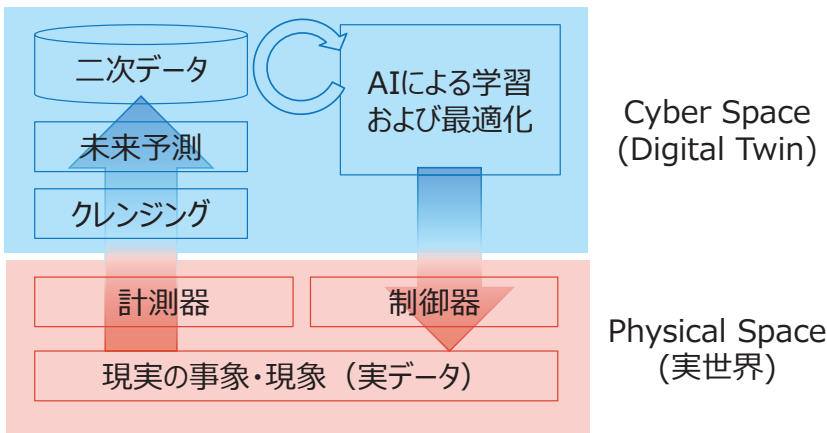 二次データ
AIによる学習
および最適化
未来予測
クレンジング
Cyber Space
(Digital Twin)
計測器
制御器
現実の事象・現象（実データ）
Physical Space
(実世界)